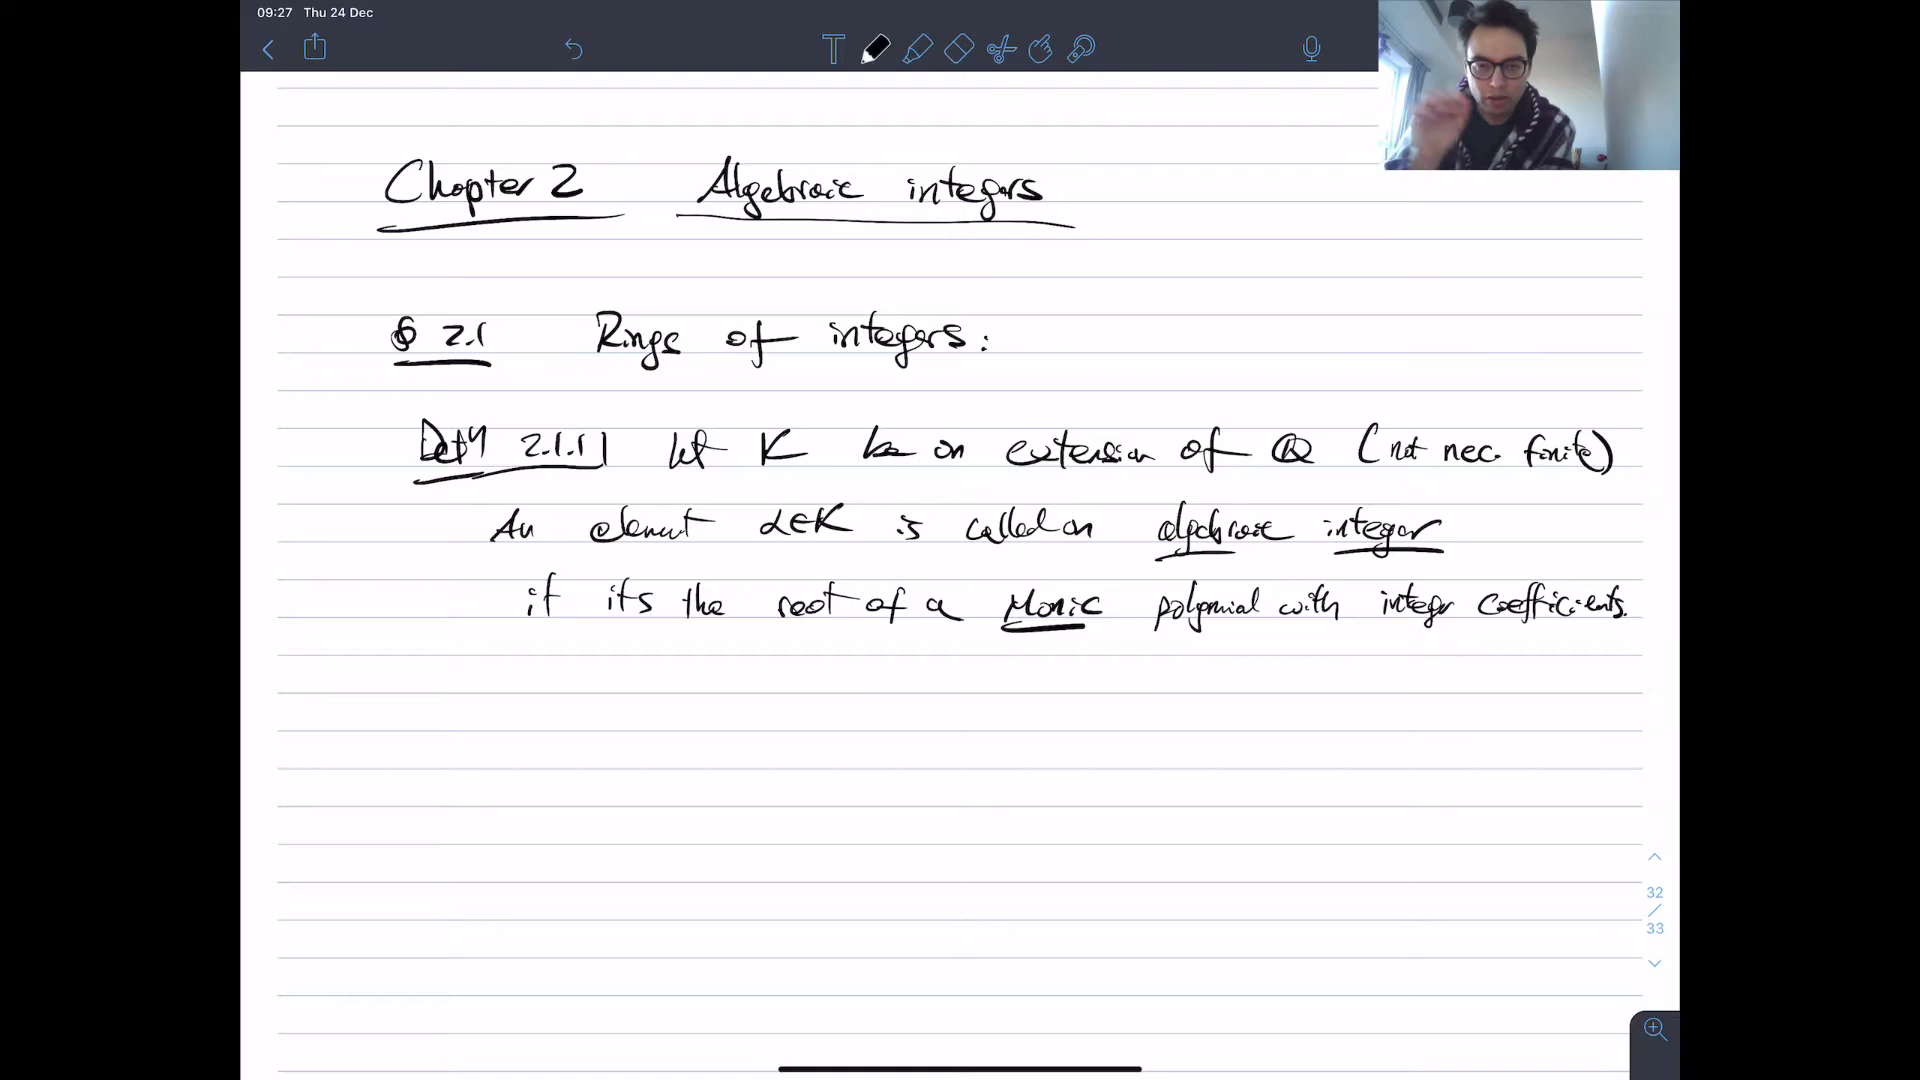 09:27 Thu 24 Dec
Chapter 2 Algebraic integers
§ 2.1 Rings of integers:
Defn 2.1.1 Let K be an extension of ℚ (not nec. finite)
An element α∈K is called an algebraic integer
if its the root of a Monic polynomial with integer coefficients.
32
/
33